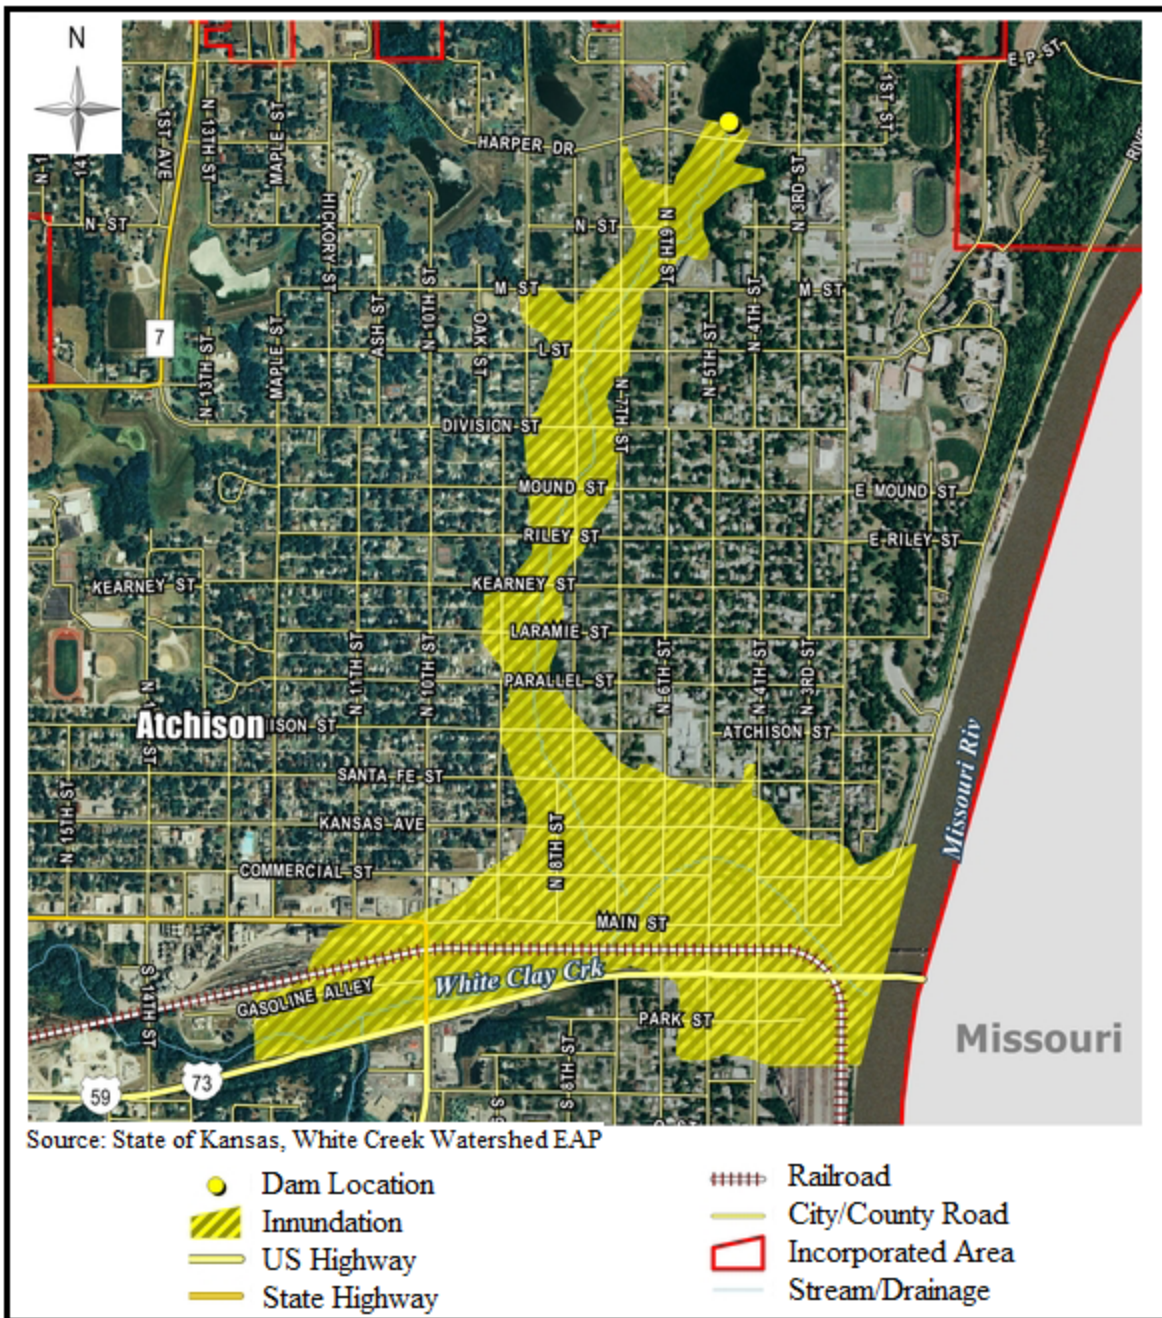 N
E P ST
1ST ST
N 13TH ST
MAPLE ST
1ST AVE
HARPER DR
N 3RD ST
HICKORY ST
N ST
N ST
N 6TH ST
N 10TH ST
M ST
M ST
7
ASH ST
OAK ST
N 4TH ST
N 5TH ST
L ST
N 13TH ST
MAPLE ST
N 7TH ST
DIVISION ST
MOUND ST
E MOUND ST
RILEY ST
E RILEY ST
KEARNEY ST
KEARNEY ST
LARAMIE ST
N 11TH ST
N 10TH ST
N 6TH ST
N 4TH ST
N 3RD ST
PARALLEL ST
Atchison
ISON ST
ATCHISON ST
SANTA FE ST
Missouri Riv
N 15TH ST
KANSAS AVE
N 8TH ST
COMMERCIAL ST
MAIN ST
White Clay Crk
GASOLINE ALLEY
S 14TH ST
PARK ST
Missouri
S 8TH ST
73
59
Source: State of Kansas, White Creek Watershed EAP
Dam Location
Innundation
US Highway
State Highway
Railroad
City/County Road
Incorporated Area
Stream/Drainage